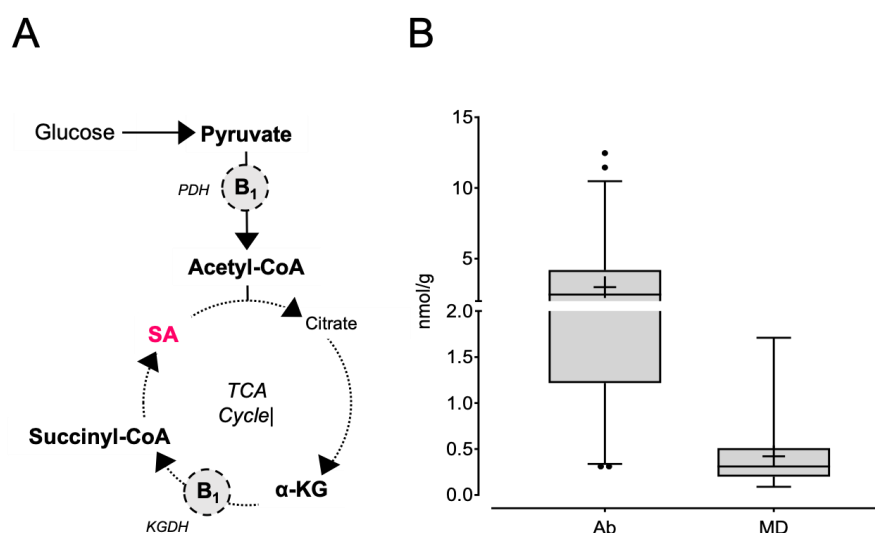 A
Glucose
Pyruvate
PDH
B₁
Acetyl-CoA
SA
Citrate
TCA
Cycle|
Succinyl-CoA
B₁
α-KG
KGDH
B
nmol/g
15
10
5
2.0
1.5
1.0
0.5
0.0
Ab
MD